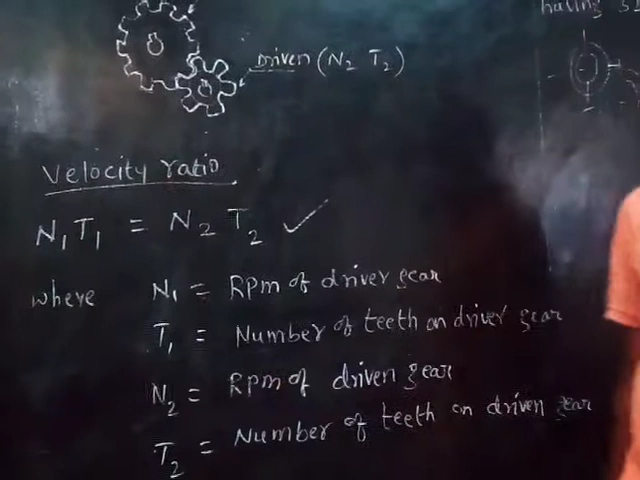 having
Driven (N₂ T₂)
Velocity ratio
N₁T₁ = N₂ T₂ ✓
where N₁ = Rpm of driver gear
T₁ = Number of teeth on driver gear
N₂ = Rpm of driven gear
T₂ = Number of teeth on driven gear